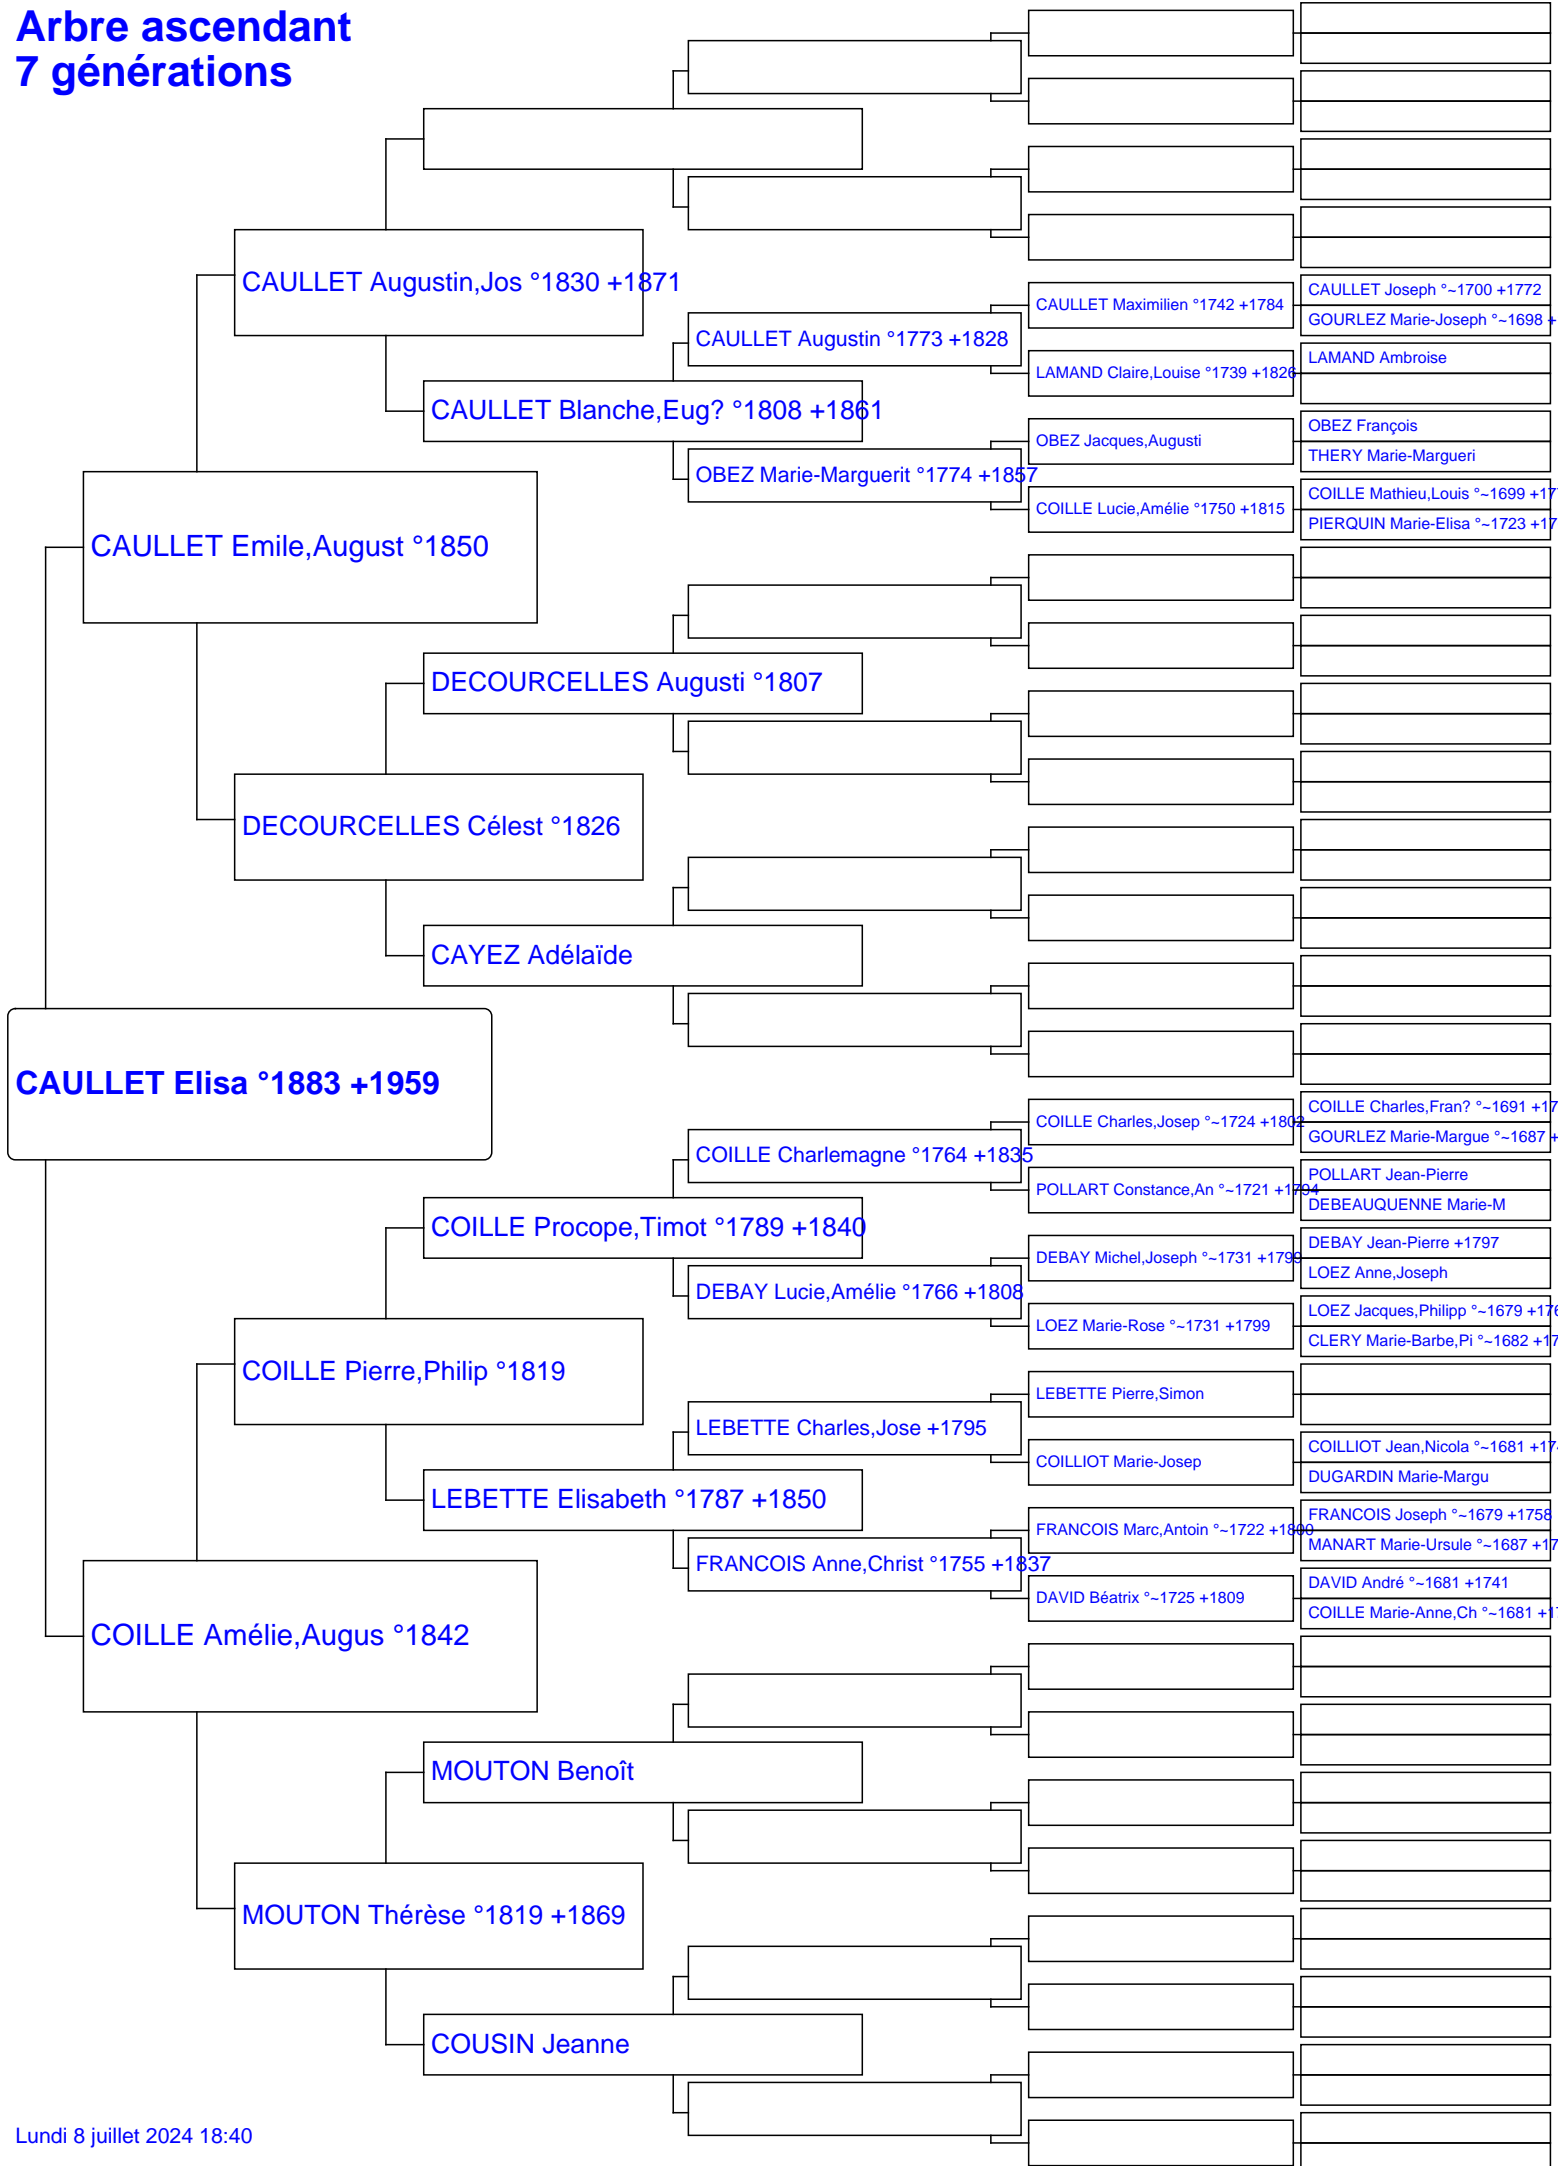 Arbre ascendant
7 générations
CAULLET Augustin,Jos °1830 +1871
CAULLET Maximilien °1742 +1784
CAULLET Joseph °~1700 +1772
GOURLEZ Marie-Joseph °~1698 +
CAULLET Augustin °1773 +1828
LAMAND Claire,Louise °1739 +1826
LAMAND Ambroise
CAULLET Blanche,Eug? °1808 +1861
OBEZ Jacques,Augusti
OBEZ François
THERY Marie-Margueri
OBEZ Marie-Marguerit °1774 +1857
COILLE Lucie,Amélie °1750 +1815
COILLE Mathieu,Louis °~1699 +17
PIERQUIN Marie-Elisa °~1723 +17
CAULLET Emile,August °1850
DECOURCELLES Augusti °1807
DECOURCELLES Célest °1826
CAYEZ Adélaïde
CAULLET Elisa °1883 +1959
COILLE Charles,Josep °~1724 +1802
COILLE Charles,Fran? °~1691 +17
GOURLEZ Marie-Margue °~1687 +
COILLE Charlemagne °1764 +1835
POLLART Constance,An °~1721 +1794
POLLART Jean-Pierre
DEBEAUQUENNE Marie-M
COILLE Procope,Timot °1789 +1840
DEBAY Michel,Joseph °~1731 +1799
DEBAY Jean-Pierre +1797
LOEZ Anne,Joseph
DEBAY Lucie,Amélie °1766 +1808
LOEZ Marie-Rose °~1731 +1799
LOEZ Jacques,Philipp °~1679 +176
CLERY Marie-Barbe,Pi °~1682 +17
COILLE Pierre,Philip °1819
LEBETTE Pierre,Simon
LEBETTE Charles,Jose +1795
COILLIOT Marie-Josep
COILLIOT Jean,Nicola °~1681 +174
DUGARDIN Marie-Margu
LEBETTE Elisabeth °1787 +1850
FRANCOIS Marc,Antoin °~1722 +1800
FRANCOIS Joseph °~1679 +1758
MANART Marie-Ursule °~1687 +17
FRANCOIS Anne,Christ °1755 +1837
DAVID Béatrix °~1725 +1809
DAVID André °~1681 +1741
COILLE Marie-Anne,Ch °~1681 +17
COILLE Amélie,Augus °1842
MOUTON Benoît
MOUTON Thérèse °1819 +1869
COUSIN Jeanne
Lundi 8 juillet 2024 18:40